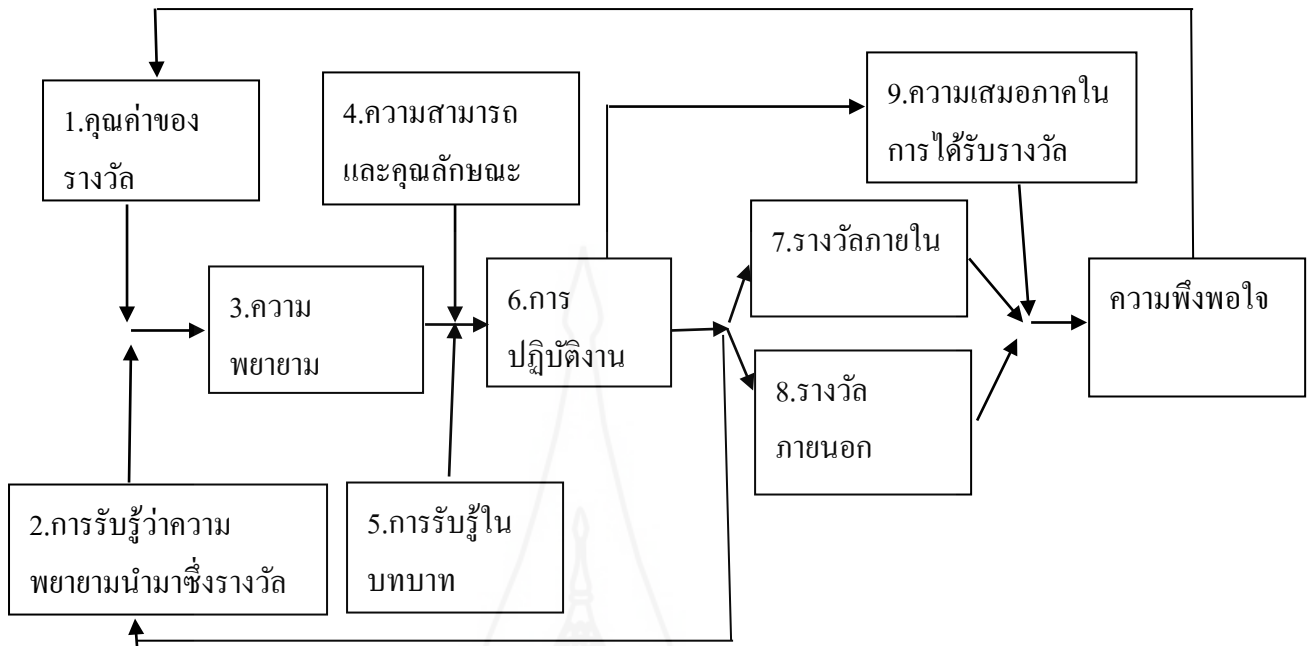 1.คุณค่าของ
รางวัล
4.ความสามารถ
และคุณลักษณะ
9.ความเสมอภาคใน
การได้รับรางวัล
3.ความ
พยายาม
6.การ
ปฏิบัติงาน
7.รางวัลภายใน
8.รางวัล
ภายนอก
ความพึงพอใจ
2.การรับรู้ว่าความ
พยายามนำมาซึ่งรางวัล
5.การรับรู้ใน
บทบาท